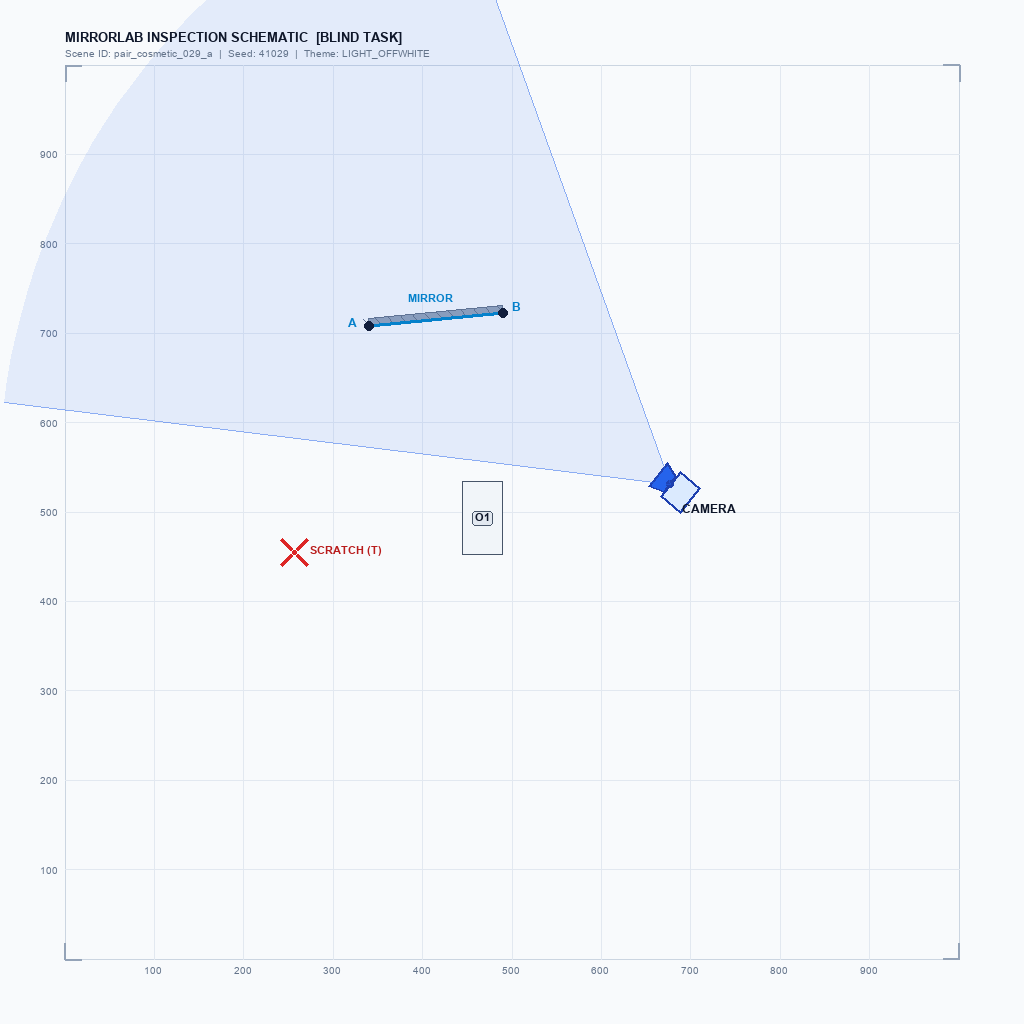 MIRRORLAB INSPECTION SCHEMATIC [BLIND TASK]
Scene ID: pair_cosmetic_029_a | Seed: 41029 | Theme: LIGHT_OFFWHITE
900
800
MIRROR
B
A
700
600
500
O1
CAMERA
SCRATCH (T)
400
300
200
100
100 200 300 400 500 600 700 800 900